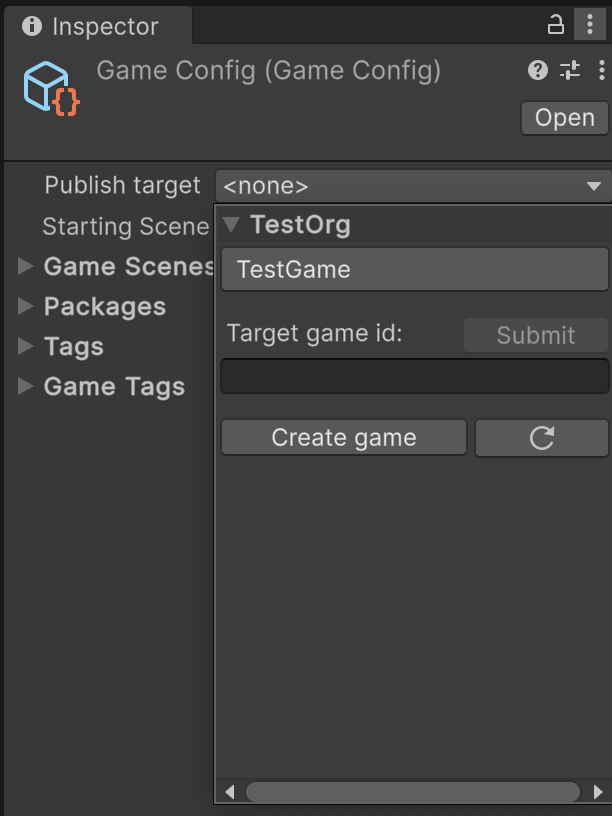 Inspector
Game Config (Game Config)
Open
Publish target
<none>
Starting Scene
TestOrg
Game Scenes
TestGame
Packages
Target game id:
Submit
Tags
Game Tags
Create game